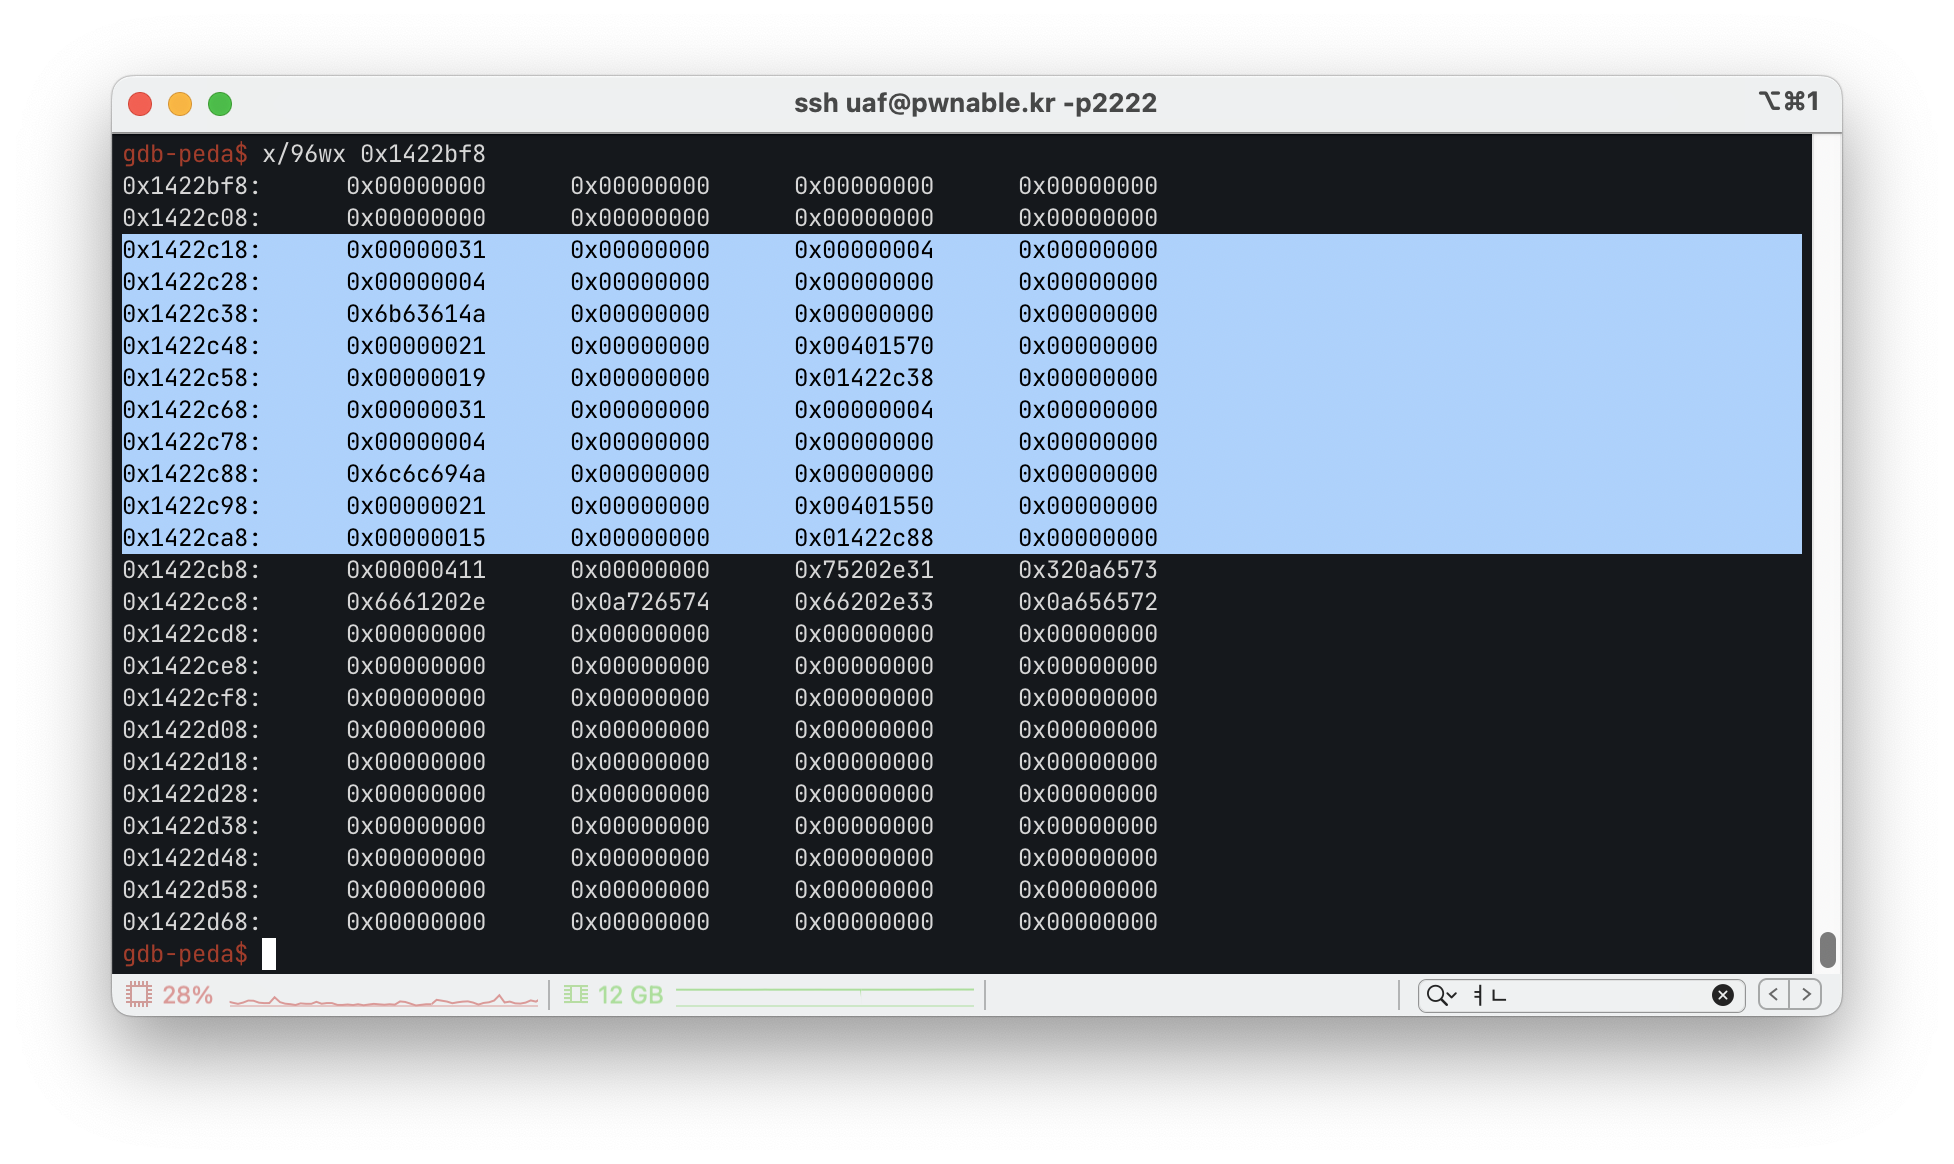 ssh uaf@pwnable.kr -p2222 ⌥⌘1
gdb-peda$ x/96wx 0x1422bf8
0x1422bf8: 0x00000000 0x00000000 0x00000000 0x00000000
0x1422c08: 0x00000000 0x00000000 0x00000000 0x00000000
0x1422c18: 0x00000031 0x00000000 0x00000004 0x00000000
0x1422c28: 0x00000004 0x00000000 0x00000000 0x00000000
0x1422c38: 0x6b63614a 0x00000000 0x00000000 0x00000000
0x1422c48: 0x00000021 0x00000000 0x00401570 0x00000000
0x1422c58: 0x00000019 0x00000000 0x01422c38 0x00000000
0x1422c68: 0x00000031 0x00000000 0x00000004 0x00000000
0x1422c78: 0x00000004 0x00000000 0x00000000 0x00000000
0x1422c88: 0x6c6c694a 0x00000000 0x00000000 0x00000000
0x1422c98: 0x00000021 0x00000000 0x00401550 0x00000000
0x1422ca8: 0x00000015 0x00000000 0x01422c88 0x00000000
0x1422cb8: 0x00000411 0x00000000 0x75202e31 0x320a6573
0x1422cc8: 0x6661202e 0x0a726574 0x66202e33 0x0a656572
0x1422cd8: 0x00000000 0x00000000 0x00000000 0x00000000
0x1422ce8: 0x00000000 0x00000000 0x00000000 0x00000000
0x1422cf8: 0x00000000 0x00000000 0x00000000 0x00000000
0x1422d08: 0x00000000 0x00000000 0x00000000 0x00000000
0x1422d18: 0x00000000 0x00000000 0x00000000 0x00000000
0x1422d28: 0x00000000 0x00000000 0x00000000 0x00000000
0x1422d38: 0x00000000 0x00000000 0x00000000 0x00000000
0x1422d48: 0x00000000 0x00000000 0x00000000 0x00000000
0x1422d58: 0x00000000 0x00000000 0x00000000 0x00000000
0x1422d68: 0x00000000 0x00000000 0x00000000 0x00000000
gdb-peda$
28% 12 GB ㅕㄴ